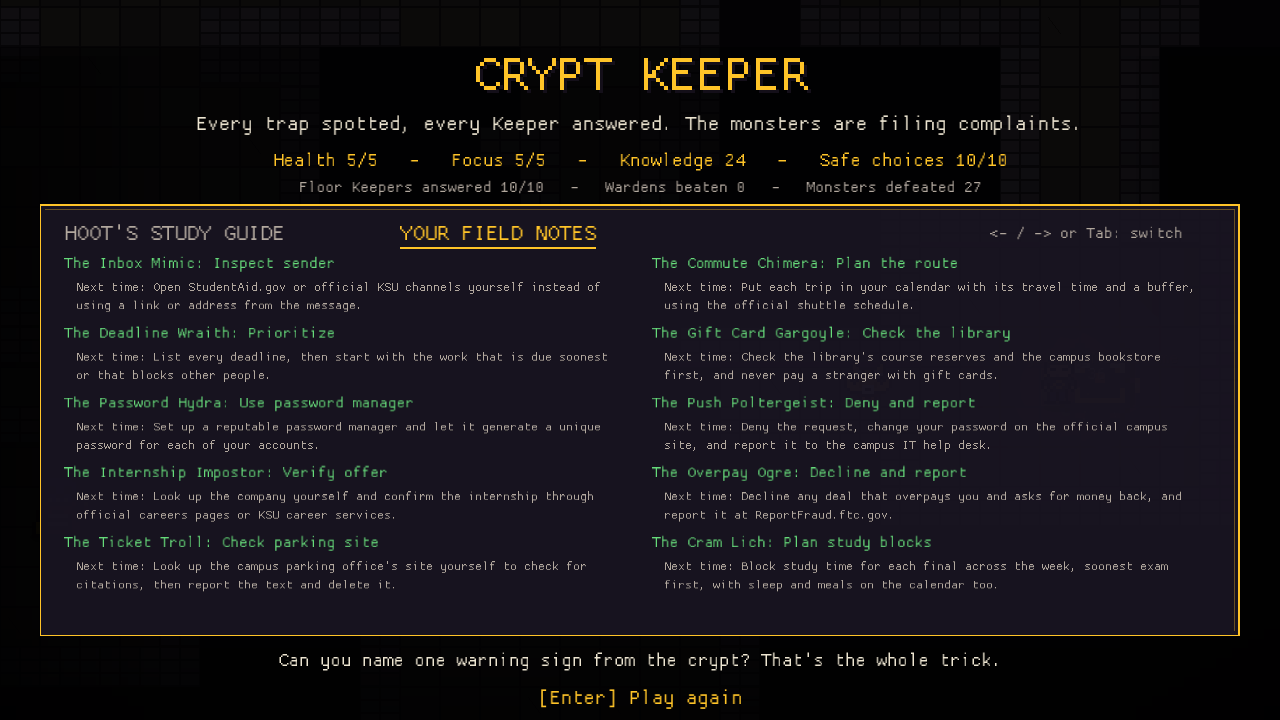 CRYPT KEEPER
Every trap spotted, every Keeper answered. The monsters are filing complaints.
Health 5/5 - Focus 5/5 - Knowledge 24 - Safe choices 10/10
Floor Keepers answered 10/10 - Wardens beaten 0 - Monsters defeated 27
HOOT'S STUDY GUIDE YOUR FIELD NOTES <- / -> or Tab: switch
The Inbox Mimic: Inspect sender
Next time: Open StudentAid.gov or official KSU channels yourself instead of
using a link or address from the message.
The Deadline Wraith: Prioritize
Next time: List every deadline, then start with the work that is due soonest
or that blocks other people.
The Password Hydra: Use password manager
Next time: Set up a reputable password manager and let it generate a unique
password for each of your accounts.
The Internship Impostor: Verify offer
Next time: Look up the company yourself and confirm the internship through
official careers pages or KSU career services.
The Ticket Troll: Check parking site
Next time: Look up the campus parking office's site yourself to check for
citations, then report the text and delete it.
The Commute Chimera: Plan the route
Next time: Put each trip in your calendar with its travel time and a buffer,
using the official shuttle schedule.
The Gift Card Gargoyle: Check the library
Next time: Check the library's course reserves and the campus bookstore
first, and never pay a stranger with gift cards.
The Push Poltergeist: Deny and report
Next time: Deny the request, change your password on the official campus
site, and report it to the campus IT help desk.
The Overpay Ogre: Decline and report
Next time: Decline any deal that overpays you and asks for money back, and
report it at ReportFraud.ftc.gov.
The Cram Lich: Plan study blocks
Next time: Block study time for each final across the week, soonest exam
first, with sleep and meals on the calendar too.
Can you name one warning sign from the crypt? That's the whole trick.
[Enter] Play again